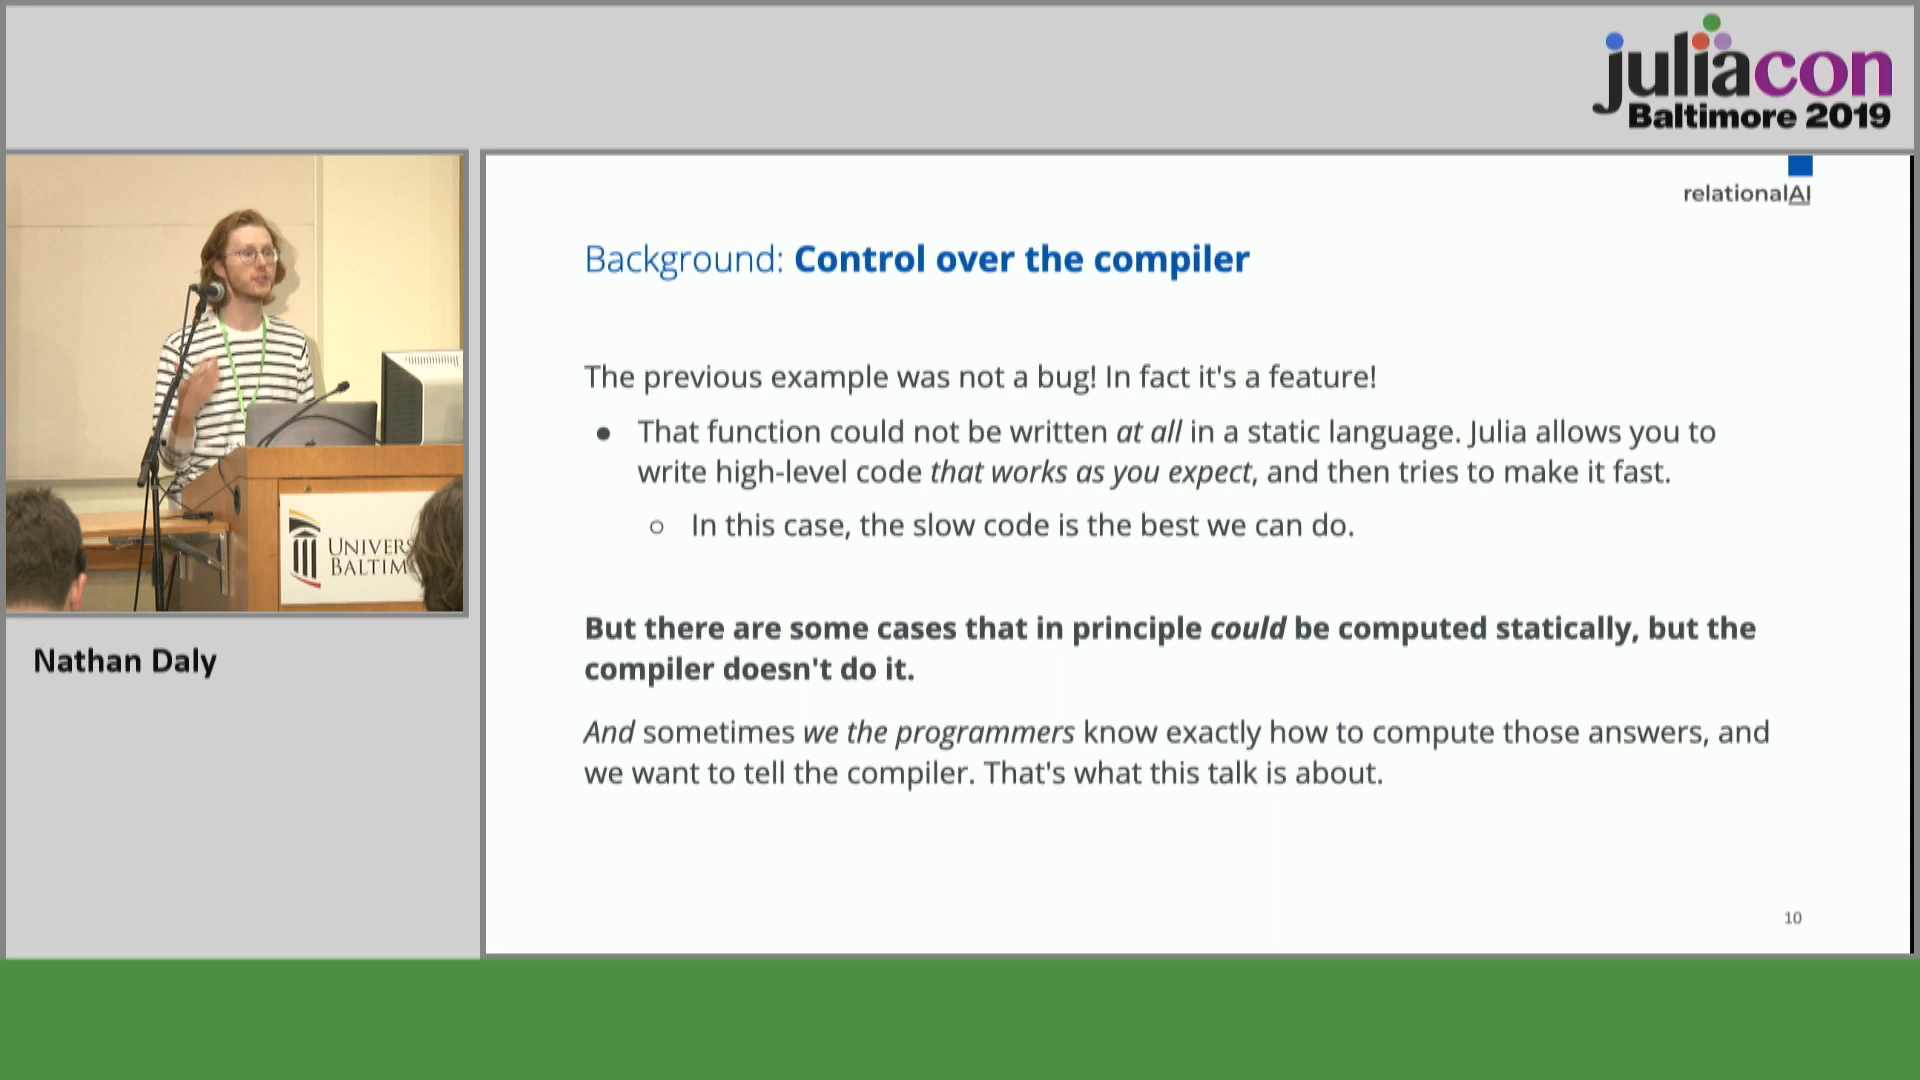 juliacon
Baltimore 2019
relationalAI
Background: Control over the compiler
The previous example was not a bug! In fact it's a feature!
● That function could not be written at all in a static language. Julia allows you to
write high-level code that works as you expect, and then tries to make it fast.
○ In this case, the slow code is the best we can do.
But there are some cases that in principle could be computed statically, but the
compiler doesn't do it.
And sometimes we the programmers know exactly how to compute those answers, and
we want to tell the compiler. That's what this talk is about.
10
Nathan Daly